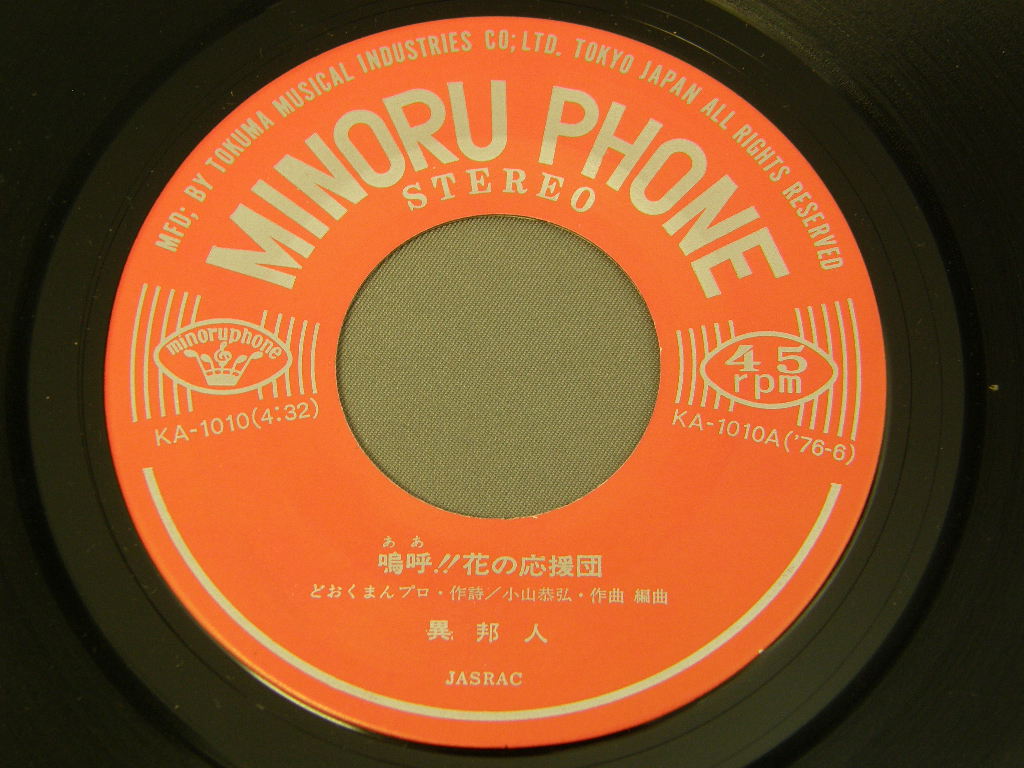 MFD; BY TOKUMA MUSICAL INDUSTRIES CO; LTD. TOKYO JAPAN ALL RIGHTS RESERVED
MINORU PHONE
STEREO
minoruphone
45
rpm
KA-1010(4:32)
KA-1010A('76-6)
ああ
嗚呼!!花の応援団
どおくまんプロ・作詩/小山恭弘・作曲 編曲
異邦人
JASRAC